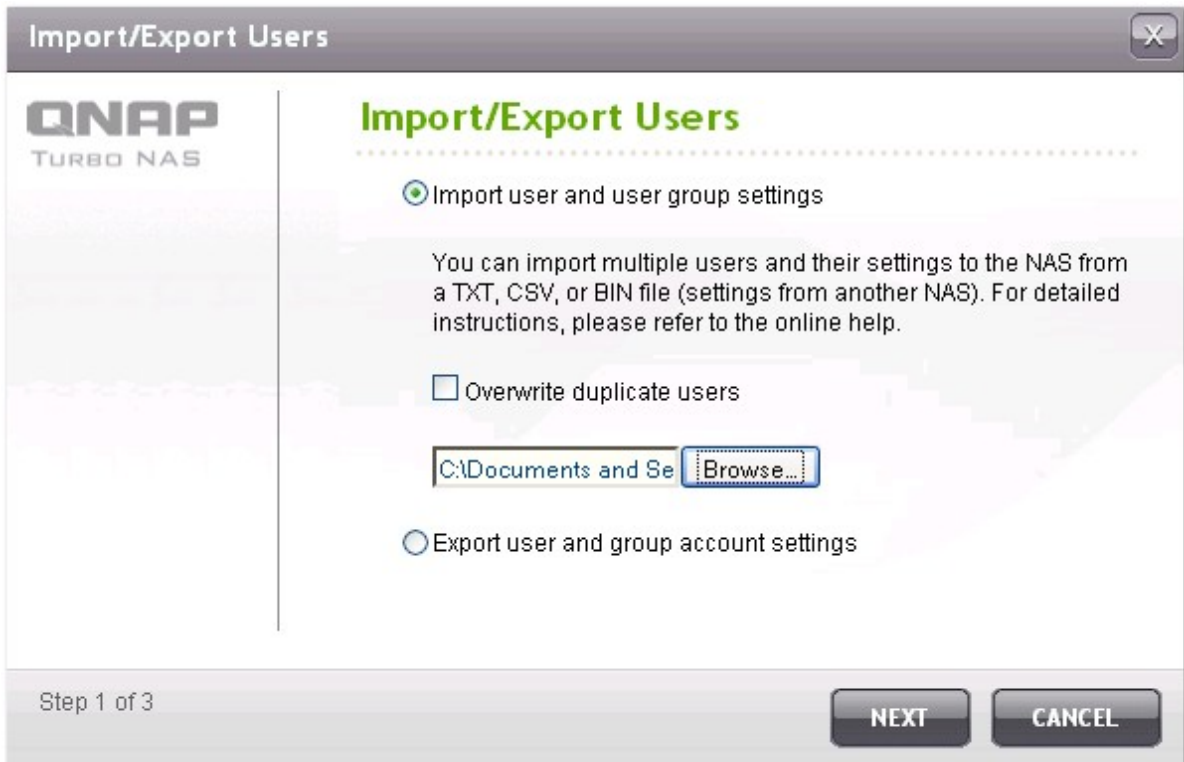 Import/Export Users
X
QNAP
TURBO NAS
Import/Export Users
Import user and user group settings
You can import multiple users and their settings to the NAS from
a TXT, CSV, or BIN file (settings from another NAS). For detailed
instructions, please refer to the online help.
Overwrite duplicate users
C:\Documents and Se
Browse...
Export user and group account settings
Step 1 of 3
NEXT
CANCEL